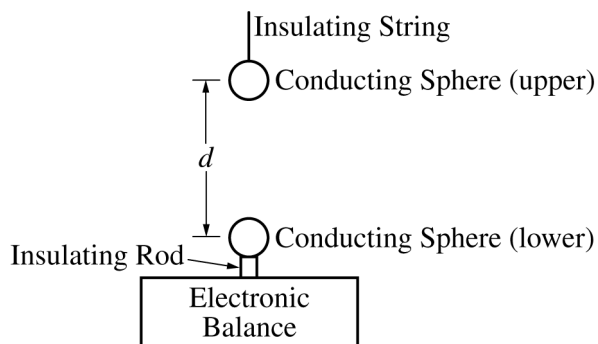 Insulating String
Conducting Sphere (upper)
d
Conducting Sphere (lower)
Insulating Rod
Electronic
Balance